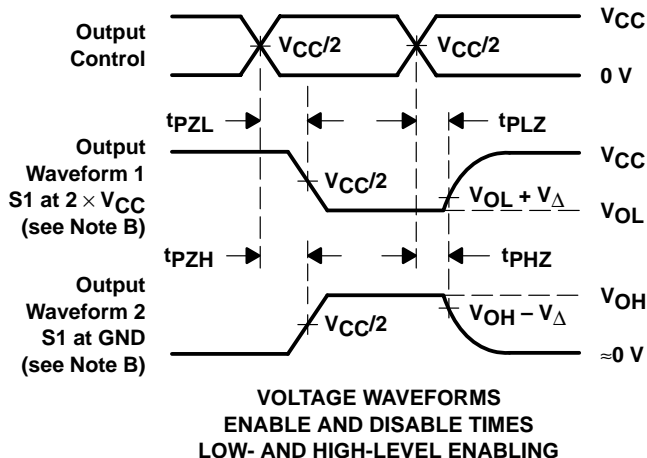 Output
Control
VCC/2
VCC/2
VCC
0 V
tPZL
tPLZ
Output
Waveform 1
S1 at 2 × VCC
(see Note B)
VCC/2
VCC
VOL + VΔ
VOL
tPZH
tPHZ
Output
Waveform 2
S1 at GND
(see Note B)
VCC/2
VOH
VOH – VΔ
≈0 V
VOLTAGE WAVEFORMS
ENABLE AND DISABLE TIMES
LOW- AND HIGH-LEVEL ENABLING